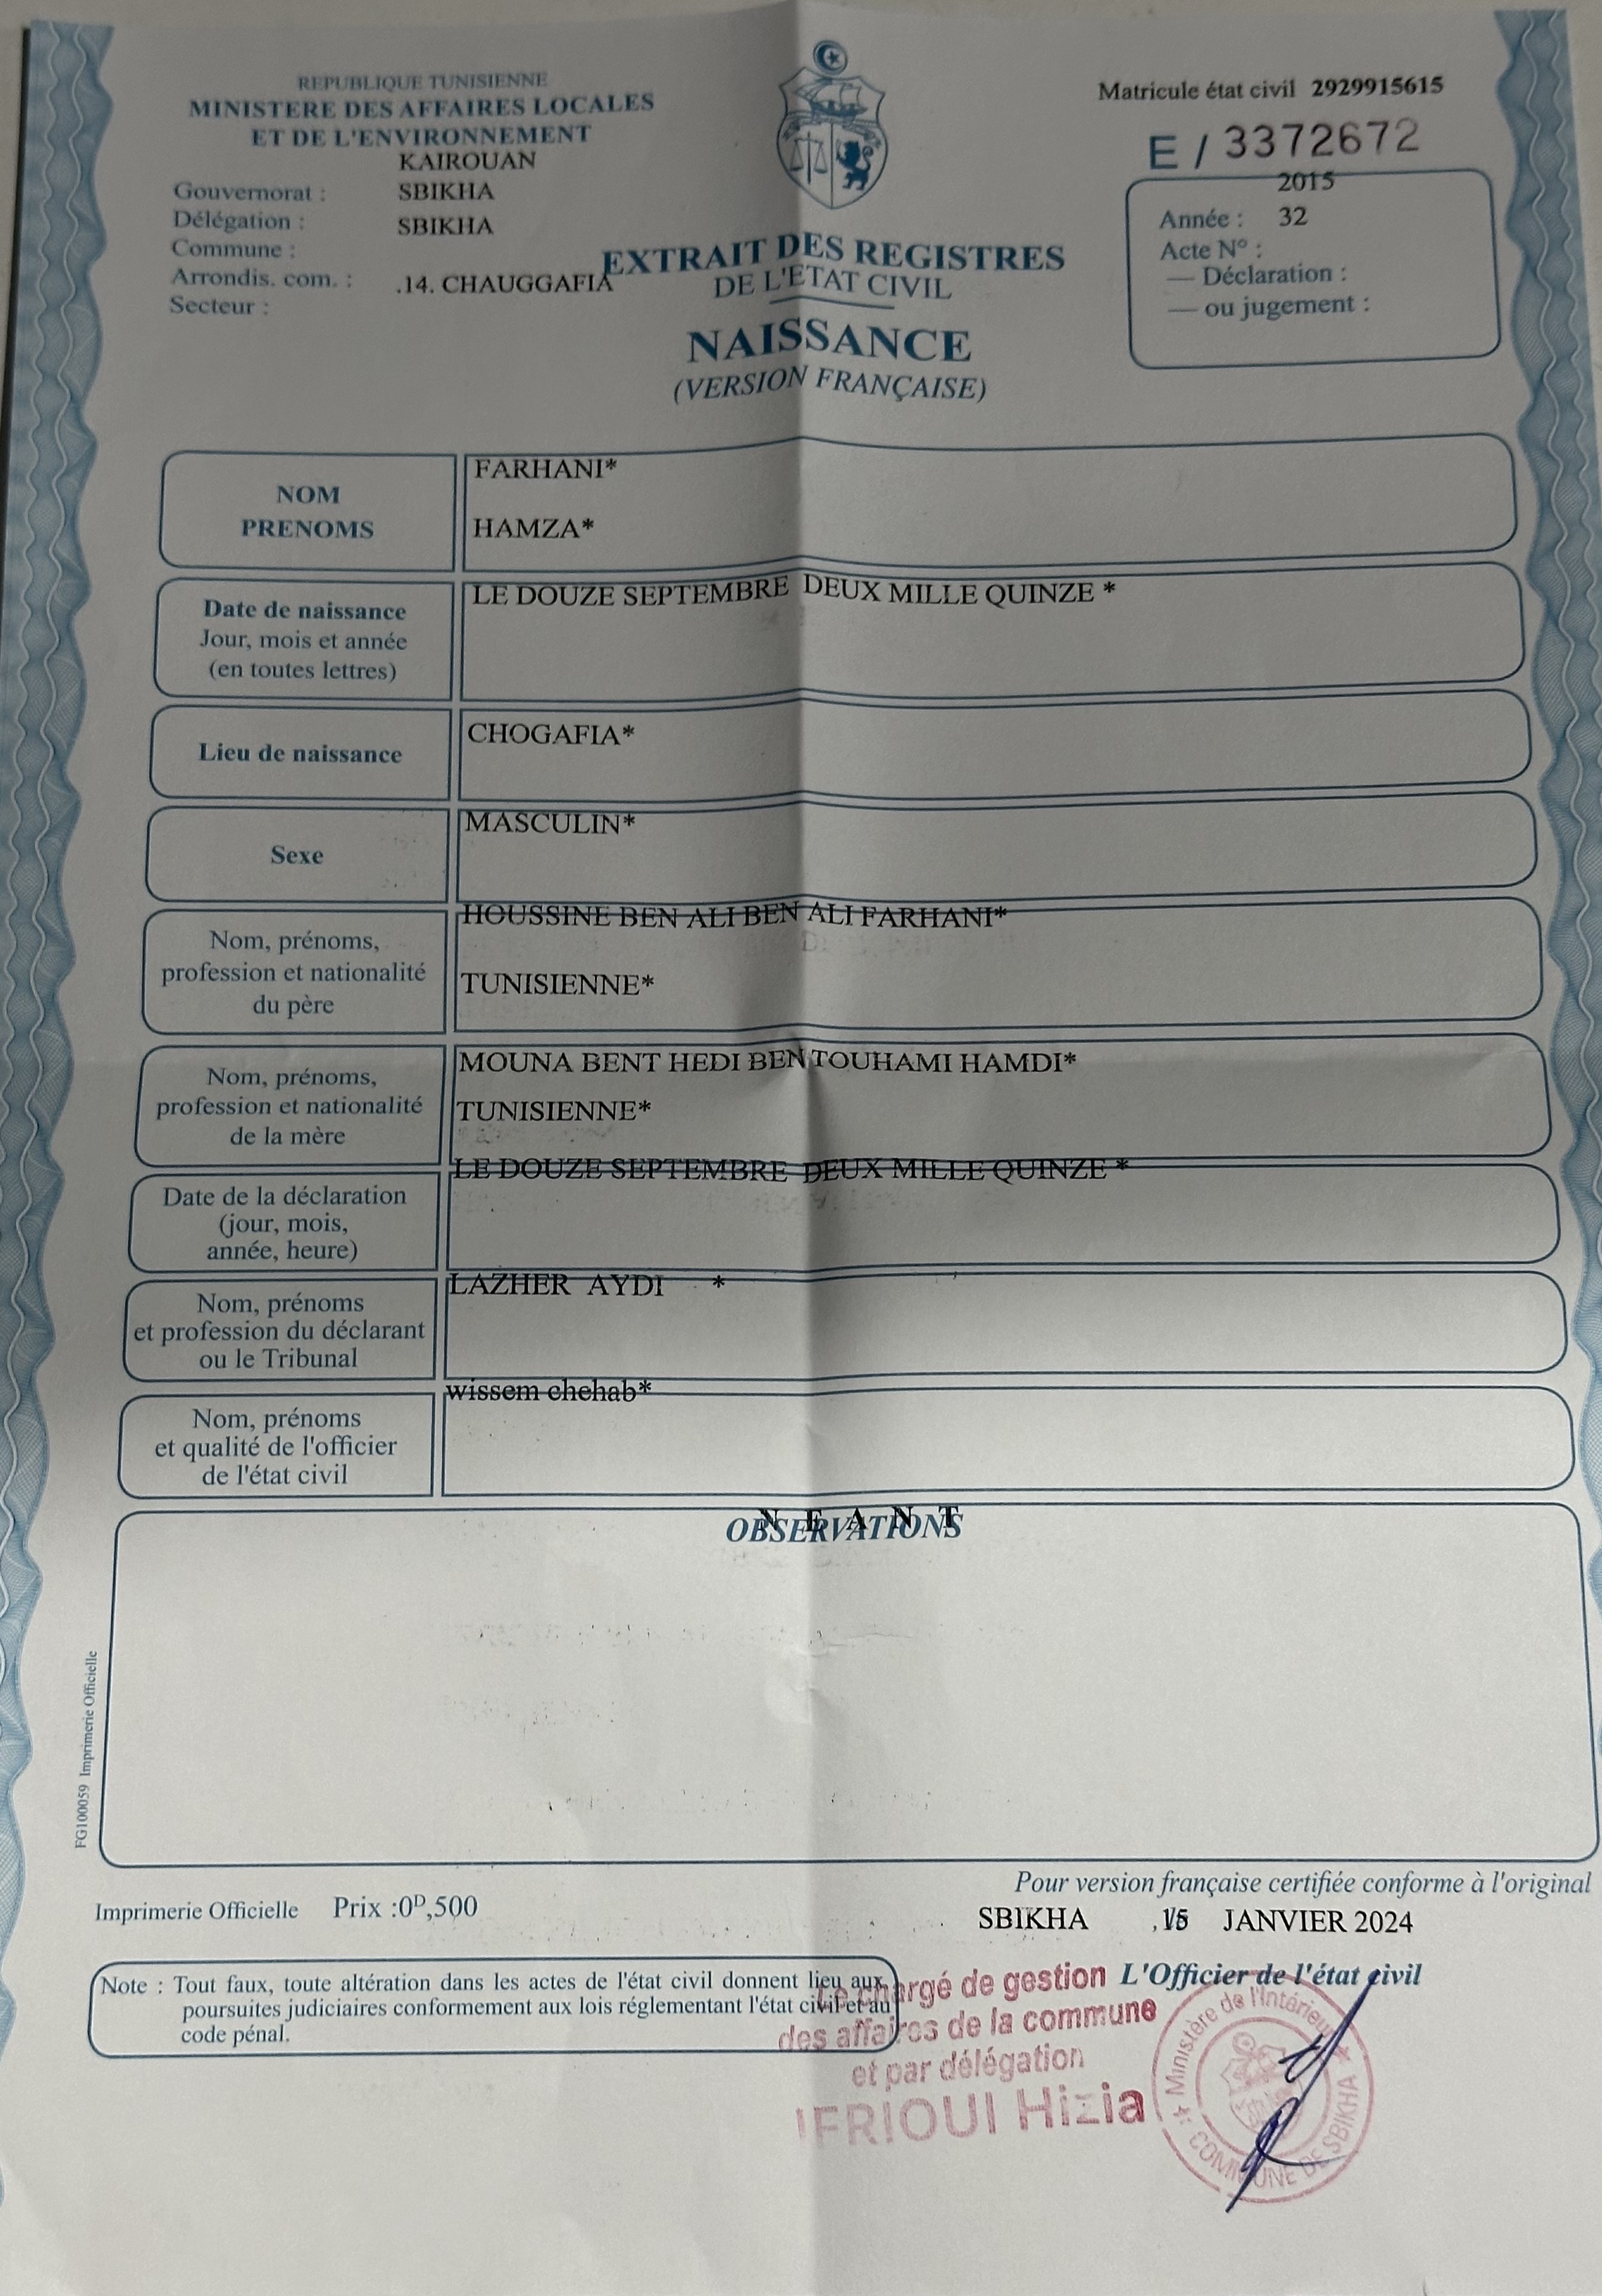 REPUBLIQUE TUNISIENNE
MINISTERE DES AFFAIRES LOCALES
ET DE L'ENVIRONNEMENT
KAIROUAN
Gouvernorat : SBIKHA
Délégation : SBIKHA
Commune :
Arrondis. com. : .14. CHAUGGAFIA
Secteur :
Matricule état civil 2929915615
E / 3372672
2015
Année : 32
Acte N° :
— Déclaration :
— ou jugement :
EXTRAIT DES REGISTRES
DE L'ETAT CIVIL
NAISSANCE
(VERSION FRANÇAISE)
NOM
PRENOMS
FARHANI*
HAMZA*
Date de naissance
Jour, mois et année
(en toutes lettres)
LE DOUZE SEPTEMBRE DEUX MILLE QUINZE *
Lieu de naissance
CHOGAFIA*
Sexe
MASCULIN*
Nom, prénoms,
profession et nationalité
du père
HOUSSINE BEN ALI BEN ALI FARHANI*
TUNISIENNE*
Nom, prénoms,
profession et nationalité
de la mère
MOUNA BENT HEDI BEN TOUHAMI HAMDI*
TUNISIENNE*
Date de la déclaration
(jour, mois,
année, heure)
LE DOUZE SEPTEMBRE DEUX MILLE QUINZE *
Nom, prénoms
et profession du déclarant
ou le Tribunal
LAZHER AYDI *
Nom, prénoms
et qualité de l'officier
de l'état civil
wissem chehab*
N E A N T
OBSERVATIONS
FG100059 Imprimerie Officielle
Imprimerie Officielle Prix :0ᴰ,500
Pour version française certifiée conforme à l'original
SBIKHA , JANVIER 2024
L'Officier de l'état civil
Note : Tout faux, toute altération dans les actes de l'état civil donnent lieu aux
poursuites judiciaires conformement aux lois réglementant l'état civil et au
code pénal.
Le chargé de gestion
des affaires de la commune
et par délégation
Hizia
Ministère de l'Intérieur
COMMUNE DE SBIKHA